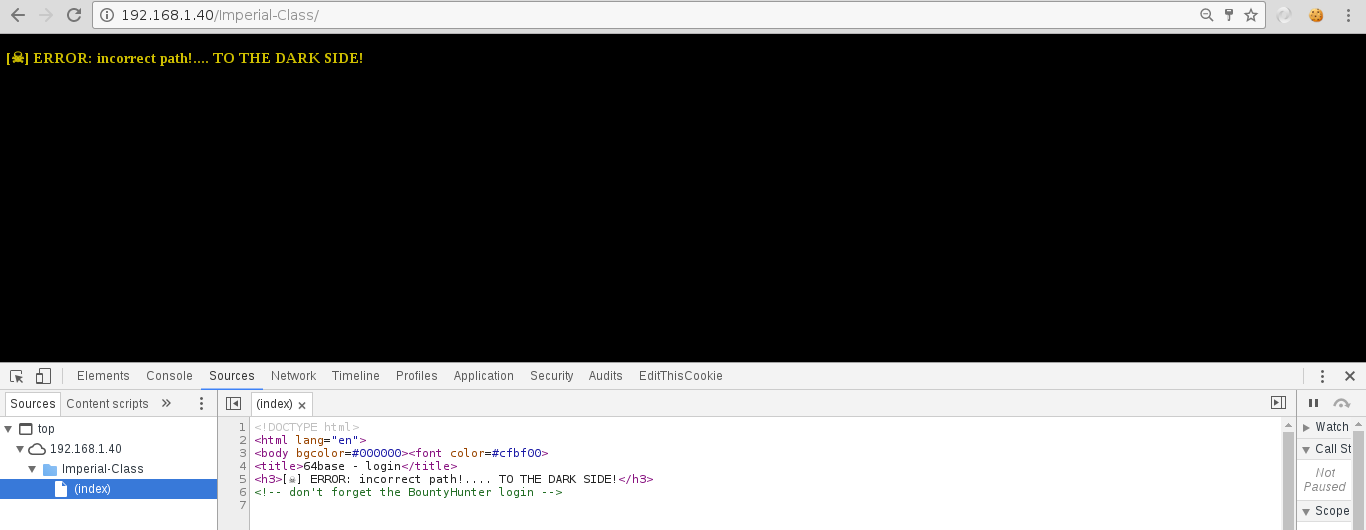 192.168.1.40/Imperial-Class/
[☠] ERROR: incorrect path!.... TO THE DARK SIDE!
Elements Console Sources Network Timeline Profiles Application Security Audits EditThisCookie
Sources Content scripts »
(index) ×
top
192.168.1.40
Imperial-Class
(index)
1 <!DOCTYPE html>
2 <html lang="en">
3 <body bgcolor=#000000><font color=#cfbf00>
4 <title>64base - login</title>
5 <h3>[☠] ERROR: incorrect path!.... TO THE DARK SIDE!</h3>
6 <!-- don't forget the BountyHunter login -->
7
Watch
Call St
Not
Paused
Scope